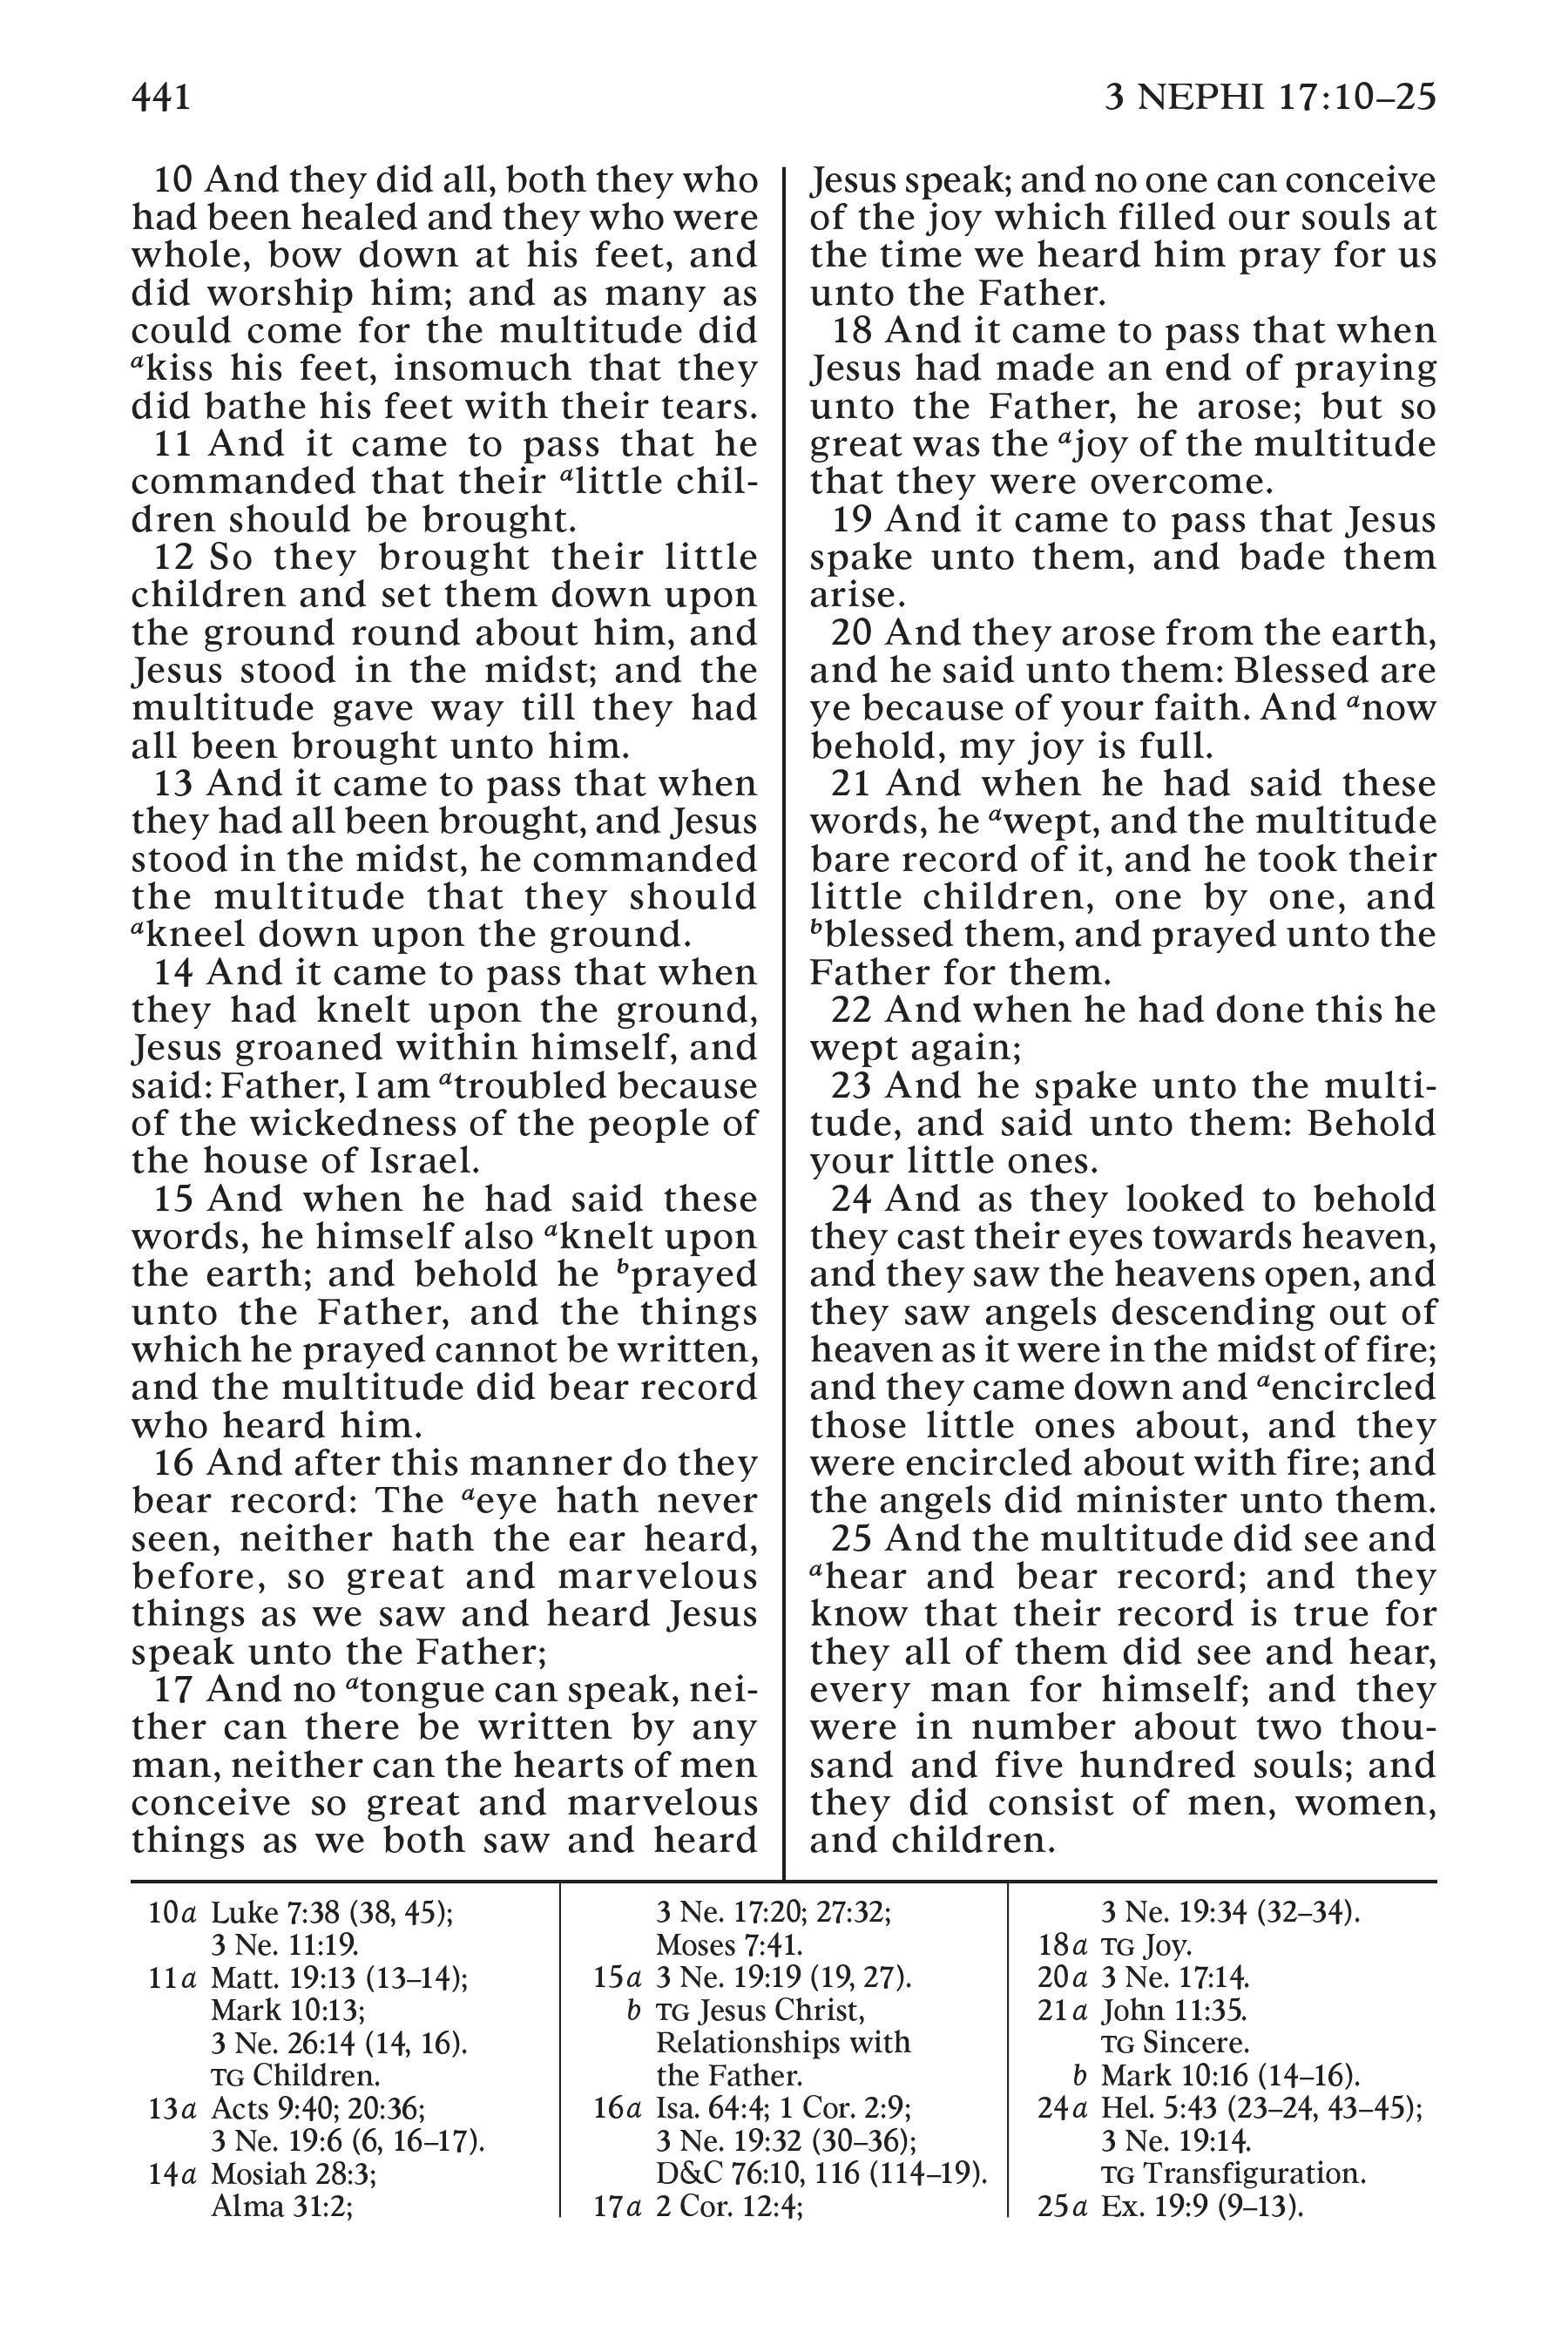 441
3 NEPHI 17:10–25
10 And they did all, both they who
had been healed and they who were
whole, bow down at his feet, and
did worship him; and as many as
could come for the multitude did
akiss his feet, insomuch that they
did bathe his feet with their tears.
11 And it came to pass that he
commanded that their alittle chil-
dren should be brought.
12 So they brought their little
children and set them down upon
the ground round about him, and
Jesus stood in the midst; and the
multitude gave way till they had
all been brought unto him.
13 And it came to pass that when
they had all been brought, and Jesus
stood in the midst, he commanded
the multitude that they should
akneel down upon the ground.
14 And it came to pass that when
they had knelt upon the ground,
Jesus groaned within himself, and
said: Father, I am atroubled because
of the wickedness of the people of
the house of Israel.
15 And when he had said these
words, he himself also aknelt upon
the earth; and behold he bprayed
unto the Father, and the things
which he prayed cannot be written,
and the multitude did bear record
who heard him.
16 And after this manner do they
bear record: The aeye hath never
seen, neither hath the ear heard,
before, so great and marvelous
things as we saw and heard Jesus
speak unto the Father;
17 And no atongue can speak, nei-
ther can there be written by any
man, neither can the hearts of men
conceive so great and marvelous
things as we both saw and heard
Jesus speak; and no one can conceive
of the joy which filled our souls at
the time we heard him pray for us
unto the Father.
18 And it came to pass that when
Jesus had made an end of praying
unto the Father, he arose; but so
great was the ajoy of the multitude
that they were overcome.
19 And it came to pass that Jesus
spake unto them, and bade them
arise.
20 And they arose from the earth,
and he said unto them: Blessed are
ye because of your faith. And anow
behold, my joy is full.
21 And when he had said these
words, he awept, and the multitude
bare record of it, and he took their
little children, one by one, and
bblessed them, and prayed unto the
Father for them.
22 And when he had done this he
wept again;
23 And he spake unto the multi-
tude, and said unto them: Behold
your little ones.
24 And as they looked to behold
they cast their eyes towards heaven,
and they saw the heavens open, and
they saw angels descending out of
heaven as it were in the midst of fire;
and they came down and aencircled
those little ones about, and they
were encircled about with fire; and
the angels did minister unto them.
25 And the multitude did see and
ahear and bear record; and they
know that their record is true for
they all of them did see and hear,
every man for himself; and they
were in number about two thou-
sand and five hundred souls; and
they did consist of men, women,
and children.
10a Luke 7:38 (38, 45);
3 Ne. 11:19.
11a Matt. 19:13 (13–14);
Mark 10:13;
3 Ne. 26:14 (14, 16).
TG Children.
13a Acts 9:40; 20:36;
3 Ne. 19:6 (6, 16–17).
14a Mosiah 28:3;
Alma 31:2;
3 Ne. 17:20; 27:32;
Moses 7:41.
15a 3 Ne. 19:19 (19, 27).
b TG Jesus Christ,
Relationships with
the Father.
16a Isa. 64:4; 1 Cor. 2:9;
3 Ne. 19:32 (30–36);
D&C 76:10, 116 (114–19).
17a 2 Cor. 12:4;
3 Ne. 19:34 (32–34).
18a TG Joy.
20a 3 Ne. 17:14.
21a John 11:35.
TG Sincere.
b Mark 10:16 (14–16).
24a Hel. 5:43 (23–24, 43–45);
3 Ne. 19:14.
TG Transfiguration.
25a Ex. 19:9 (9–13).